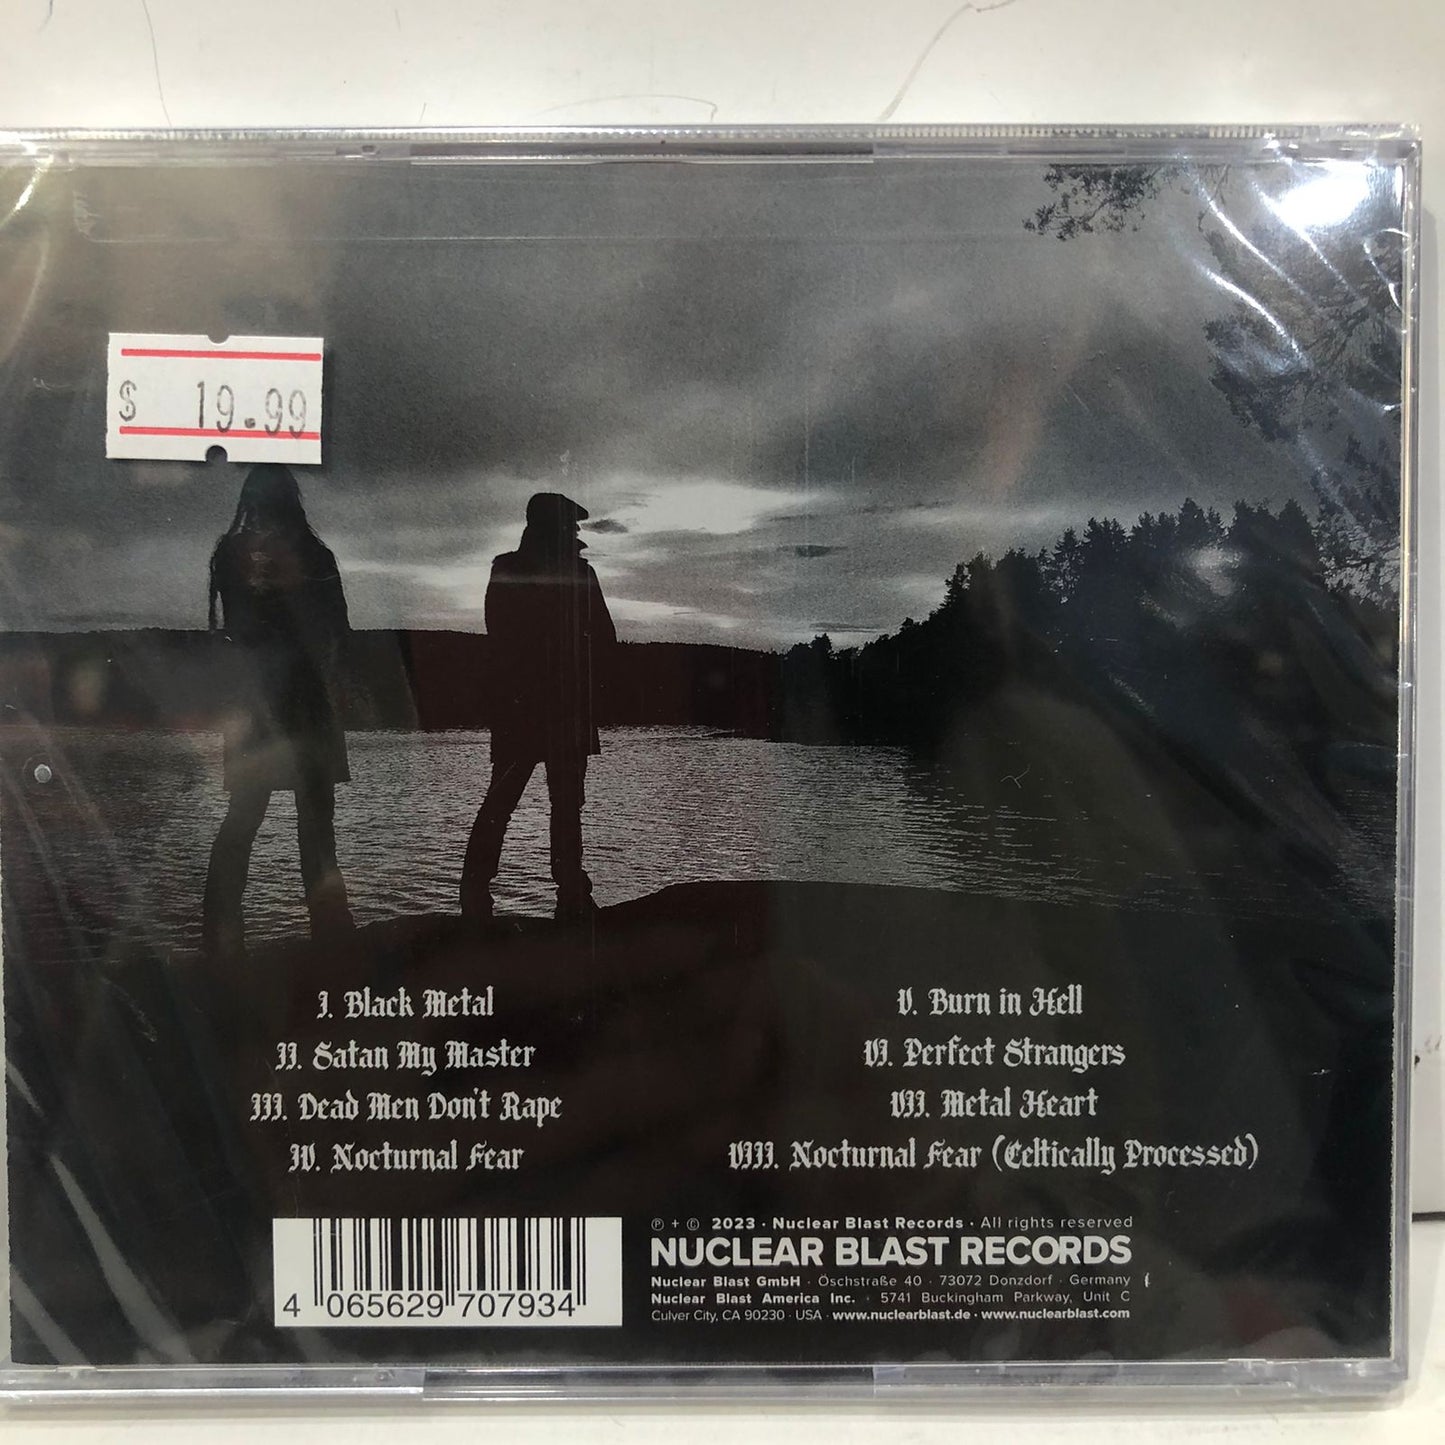 $ 19.99
I. Black Metal
II. Satan My Master
III. Dead Men Don't Rape
IV. Nocturnal Fear
V. Burn in Hell
VI. Perfect Strangers
VII. Metal Heart
VIII. Nocturnal Fear (Celtically Processed)
4 065629 707934
℗ + © 2023 · Nuclear Blast Records · All rights reserved
NUCLEAR BLAST RECORDS
Nuclear Blast GmbH · Öschstraße 40 · 73072 Donzdorf · Germany
Nuclear Blast America Inc. · 5741 Buckingham Parkway, Unit C
Culver City, CA 90230 · USA · www.nuclearblast.de · www.nuclearblast.com